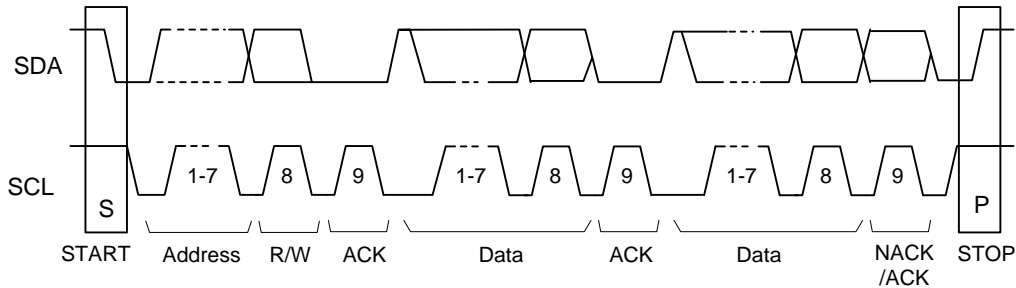 SDA
SCL
1-7 8 9 1-7 8 9 1-7 8 9
S P
START Address R/W ACK Data ACK Data NACK /ACK STOP